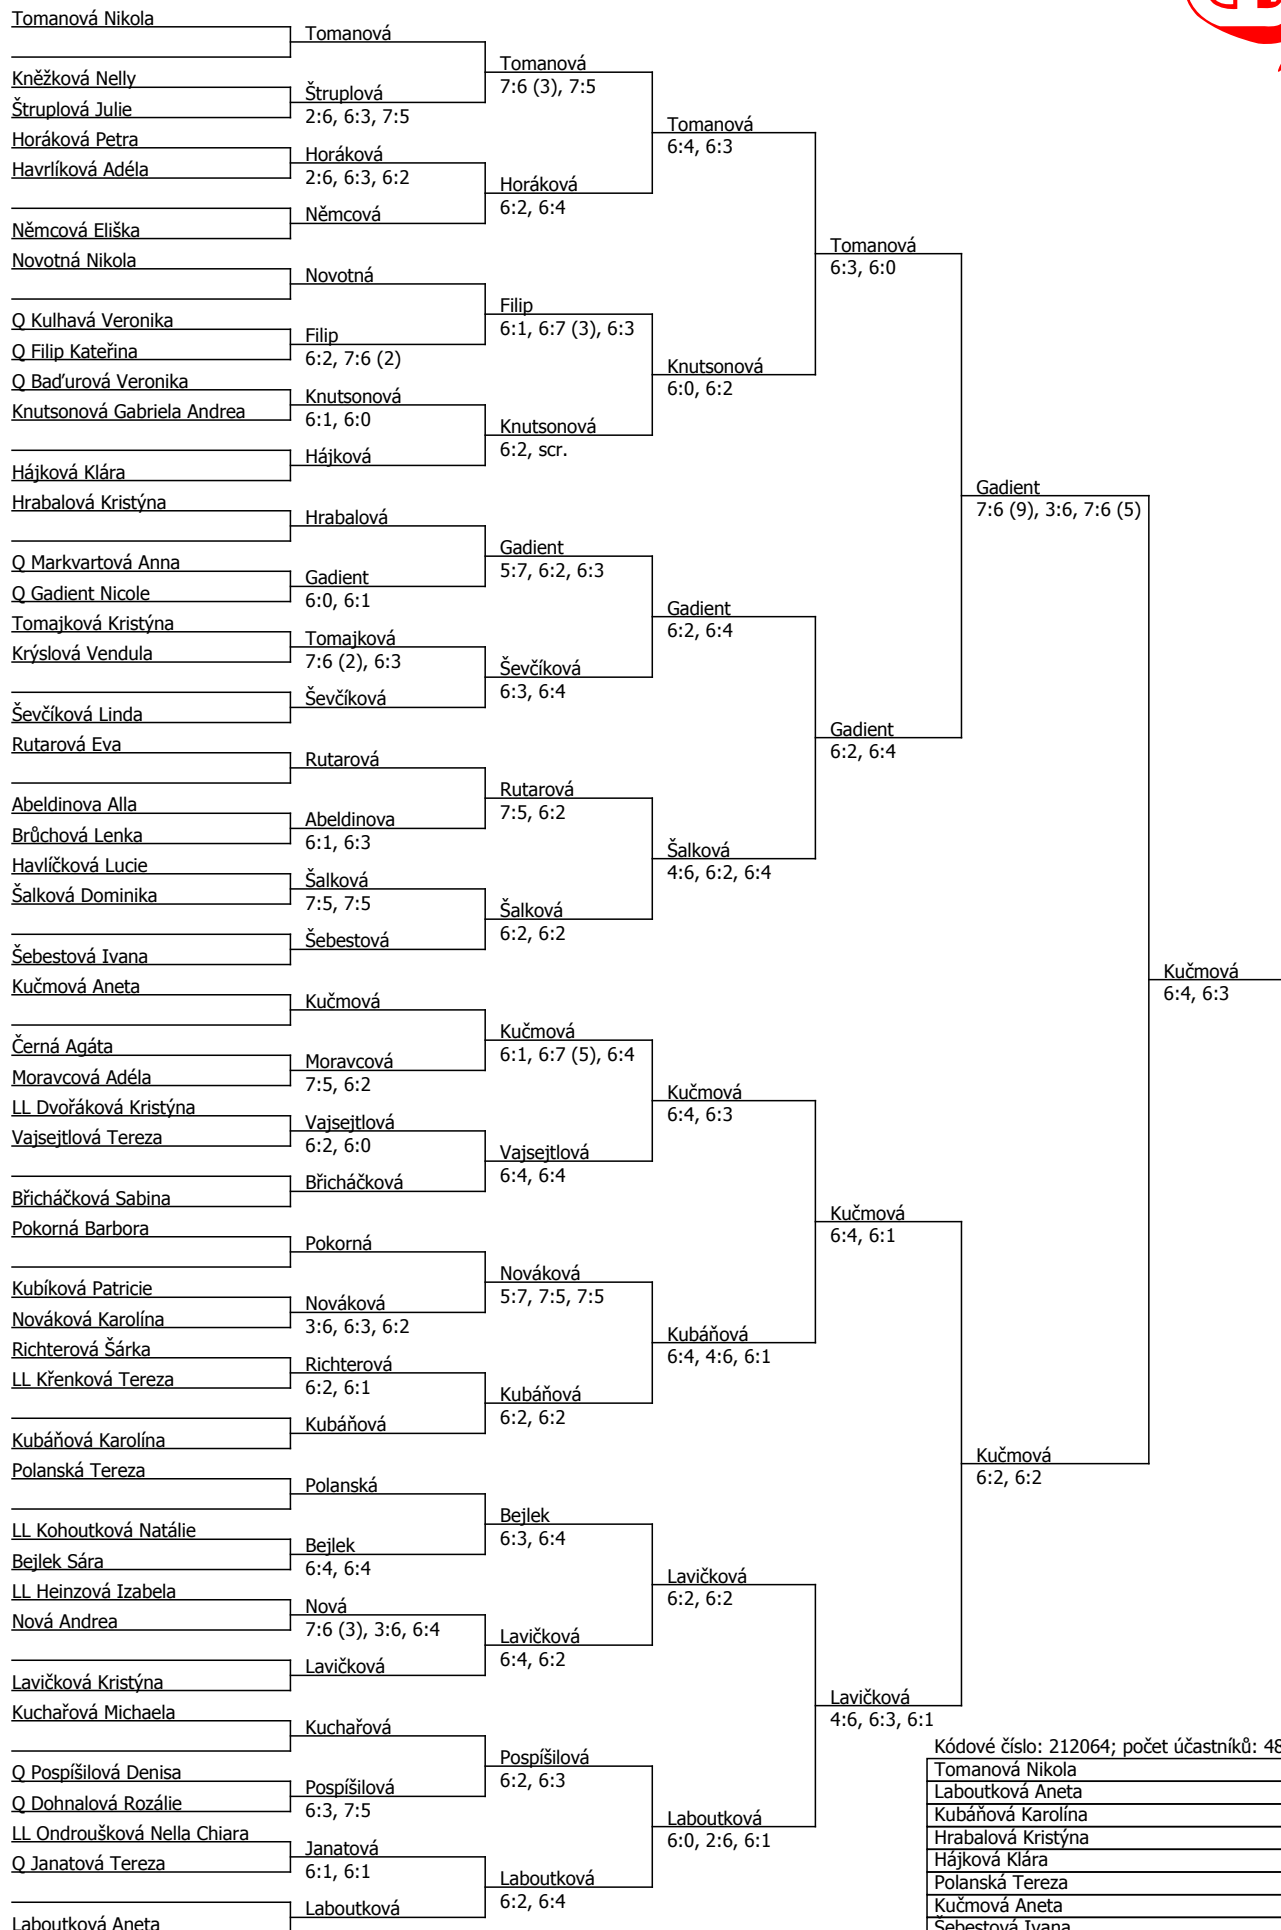 Tomanová Nikola
Kněžková Nelly
Štruplová Julie
Horáková Petra
Havrlíková Adéla
Němcová Eliška
Novotná Nikola
Q Kulhavá Veronika
Q Filip Kateřina
Q Baďurová Veronika
Knutsonová Gabriela Andrea
Hájková Klára
Hrabalová Kristýna
Q Markvartová Anna
Q Gadient Nicole
Tomajková Kristýna
Krýslová Vendula
Ševčíková Linda
Rutarová Eva
Abeldinova Alla
Brůchová Lenka
Havlíčková Lucie
Šalková Dominika
Šebestová Ivana
Kučmová Aneta
Černá Agáta
Moravcová Adéla
LL Dvořáková Kristýna
Vajsejtlová Tereza
Břicháčková Sabina
Pokorná Barbora
Kubíková Patricie
Nováková Karolína
Richterová Šárka
LL Křenková Tereza
Kubáňová Karolína
Polanská Tereza
LL Kohoutková Natálie
Bejlek Sára
LL Heinzová Izabela
Nová Andrea
Lavičková Kristýna
Kuchařová Michaela
Q Pospíšilová Denisa
Q Dohnalová Rozálie
LL Ondroušková Nella Chiara
Q Janatová Tereza
Laboutková Aneta
Tomanová
Štruplová
2:6, 6:3, 7:5
Horáková
2:6, 6:3, 6:2
Němcová
Novotná
Filip
6:2, 7:6 (2)
Knutsonová
6:1, 6:0
Hájková
Hrabalová
Gadient
6:0, 6:1
Tomajková
7:6 (2), 6:3
Ševčíková
Rutarová
Abeldinova
6:1, 6:3
Šalková
7:5, 7:5
Šebestová
Kučmová
Moravcová
7:5, 6:2
Vajsejtlová
6:2, 6:0
Břicháčková
Pokorná
Nováková
3:6, 6:3, 6:2
Richterová
6:2, 6:1
Kubáňová
Polanská
Bejlek
6:4, 6:4
Nová
7:6 (3), 3:6, 6:4
Lavičková
Kuchařová
Pospíšilová
6:3, 7:5
Janatová
6:1, 6:1
Laboutková
Tomanová
7:6 (3), 7:5
Horáková
6:2, 6:4
Filip
6:1, 6:7 (3), 6:3
Knutsonová
6:2, scr.
Gadient
5:7, 6:2, 6:3
Ševčíková
6:3, 6:4
Rutarová
7:5, 6:2
Šalková
6:2, 6:2
Kučmová
6:1, 6:7 (5), 6:4
Vajsejtlová
6:4, 6:4
Nováková
5:7, 7:5, 7:5
Kubáňová
6:2, 6:2
Bejlek
6:3, 6:4
Lavičková
6:4, 6:2
Pospíšilová
6:2, 6:3
Laboutková
6:2, 6:4
Tomanová
6:4, 6:3
Knutsonová
6:0, 6:2
Gadient
6:2, 6:4
Šalková
4:6, 6:2, 6:4
Kučmová
6:4, 6:3
Kubáňová
6:4, 4:6, 6:1
Lavičková
6:2, 6:2
Laboutková
6:0, 2:6, 6:1
Tomanová
6:3, 6:0
Gadient
6:2, 6:4
Kučmová
6:4, 6:1
Lavičková
4:6, 6:3, 6:1
Gadient
7:6 (9), 3:6, 7:6 (5)
Kučmová
6:2, 6:2
Kučmová
6:4, 6:3
Kódové číslo: 212064; počet účastníků: 48
Tomanová Nikola
Laboutková Aneta
Kubáňová Karolína
Hrabalová Kristýna
Hájková Klára
Polanská Tereza
Kučmová Aneta
Šebestová Ivana